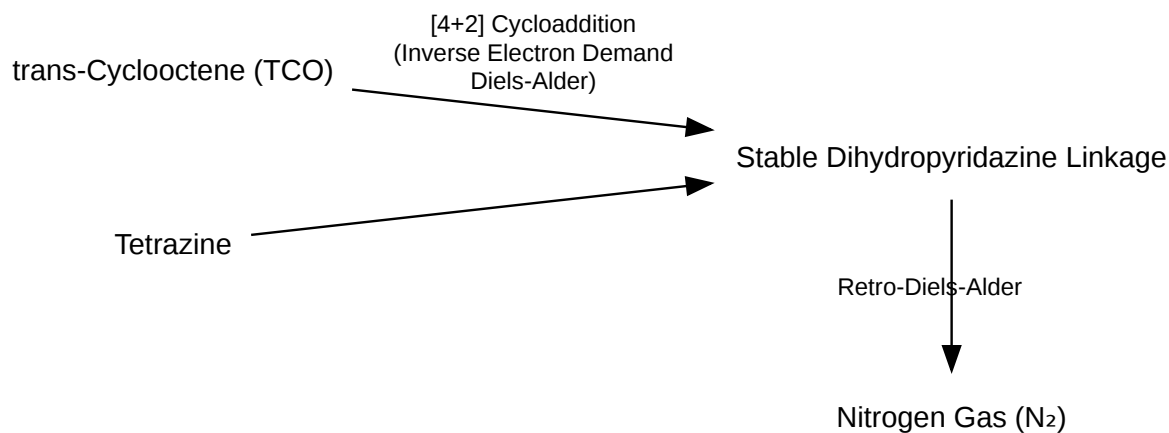 [4+2] Cycloaddition
(Inverse Electron Demand
Diels-Alder)
trans-Cyclooctene (TCO)
Stable Dihydropyridazine Linkage
Tetrazine
Retro-Diels-Alder
Nitrogen Gas (N₂)